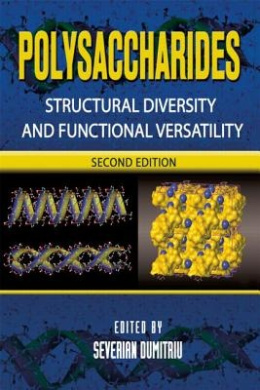 POLYSACCHARIDES
STRUCTURAL DIVERSITY
AND FUNCTIONAL VERSATILITY
SECOND EDITION
EDITED BY
SEVERIAN DUMITRIU